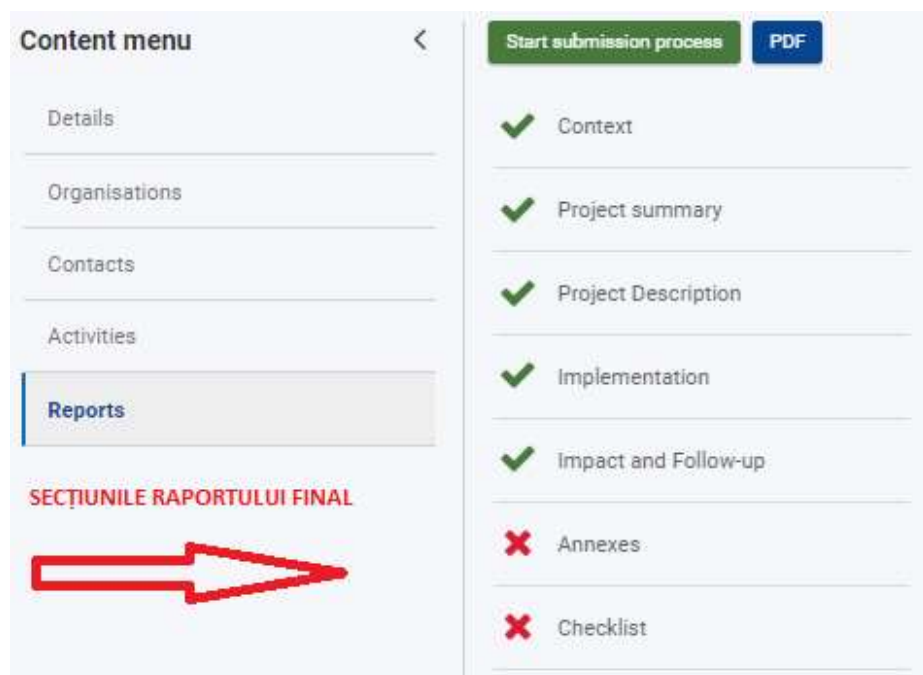 Content menu
Details
Organisations
Contacts
Activities
Reports
SECȚIUNILE RAPORTULUI FINAL
Start submission process
PDF
Context
Project summary
Project Description
Implementation
Impact and Follow-up
Annexes
Checklist